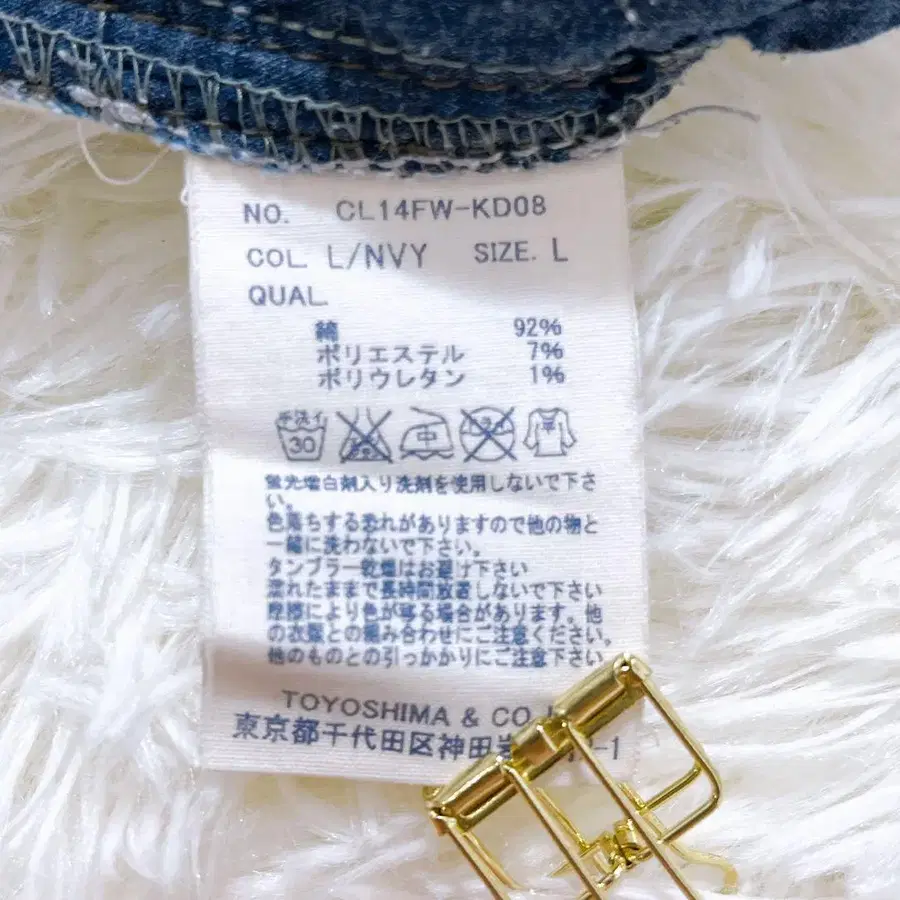 NO. CL14FW-KD08
COL. L/NVY SIZE. L
QUAL.
綿 92%
ポリエステル 7%
ポリウレタン 1%
手洗イ
30
中
蛍光増白剤入り洗剤を使用しないで下さ
い。
色落ちする恐れがありますので他の物と
一緒に洗わないで下さい。
タンブラー乾燥はお避け下さい
濡れたままで長時間放置しないで下さい
摩擦により色が移る場合があります。他
の衣類との組み合わせにご注意ください。
他のものとの引っかかりにご注意下さい
TOYOSHIMA & CO.
東京都千代田区神田岩 -1